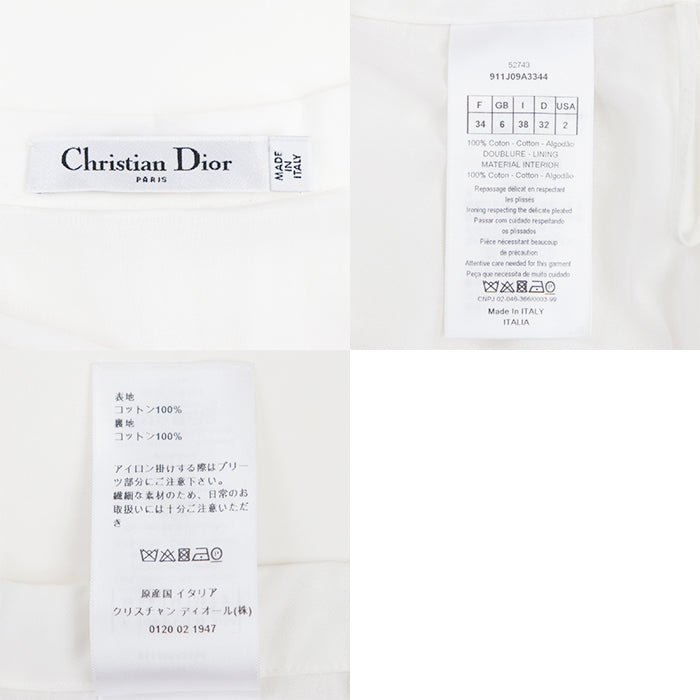 Christian Dior
PARIS
MADE
IN
ITALY
52743
911J09A3344
F GB I D USA
34 6 38 32 2
100% Coton - Cotton - Algodão
DOUBLURE - LINING
MATERIAL INTERIOR
100% Coton - Cotton - Algodão
Repassage délicat en respectant
les plissés
Ironing respecting the delicate pleated
Passar com cuidado respeitando
os plissados
Pièce nécessitant beaucoup
de précaution
Attentive care needed for this garment
Peça que necessita de muito cuidado
CNPJ 02-046-366/0003-99
Made In ITALY
ITALIA
表地
コットン100%
裏地
コットン100%
アイロン掛けする際はプリー
ツ部分にご注意下さい。
繊細な素材のため、日常のお
取扱いには十分ご注意いただ
き
原産国 イタリア
クリスチャン ディオール(株)
0120 02 1947